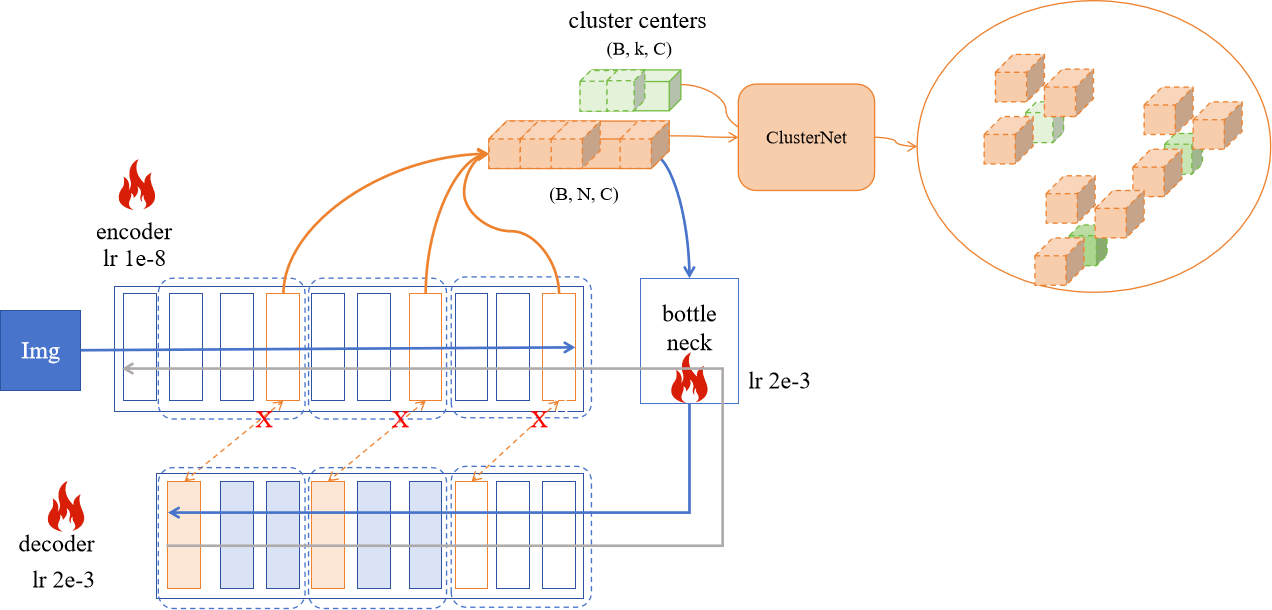 cluster centers
(B, k, C)
ClusterNet
(B, N, C)
encoder
lr 1e-8
Img
bottle
neck
lr 2e-3
X
X
X
decoder
lr 2e-3